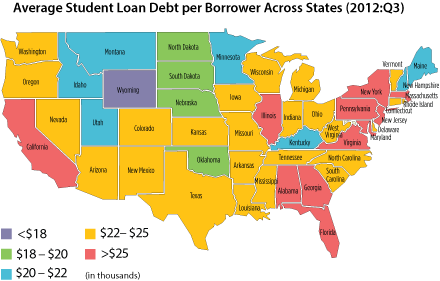 Average Student Loan Debt per Borrower Across States (2012:Q3)
Washington
Montana
North Dakota
Minnesota
Vermont
Maine
Oregon
Idaho
Wyoming
South Dakota
Wisconsin
Michigan
New York
New Hampshire
Massachusetts
Rhode Island
Nebraska
Iowa
Pennsylvania
New Jersey
Nevada
Utah
Colorado
Kansas
Missouri
Illinois
Indiana
Ohio
West Virginia
Virginia
Delaware
Maryland
Connecticut
California
Kentucky
Arizona
New Mexico
Oklahoma
Arkansas
Tennessee
North Carolina
South Carolina
Texas
Louisiana
Mississippi
Alabama
Georgia
Florida
<$18
$18 – $20
$20 – $22
$22– $25
>$25
(in thousands)